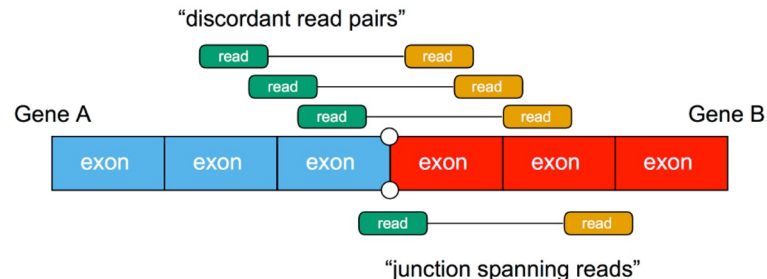 “discordant read pairs”
read read
read read
read read
Gene A Gene B
exon exon exon exon exon exon
read read
“junction spanning reads”